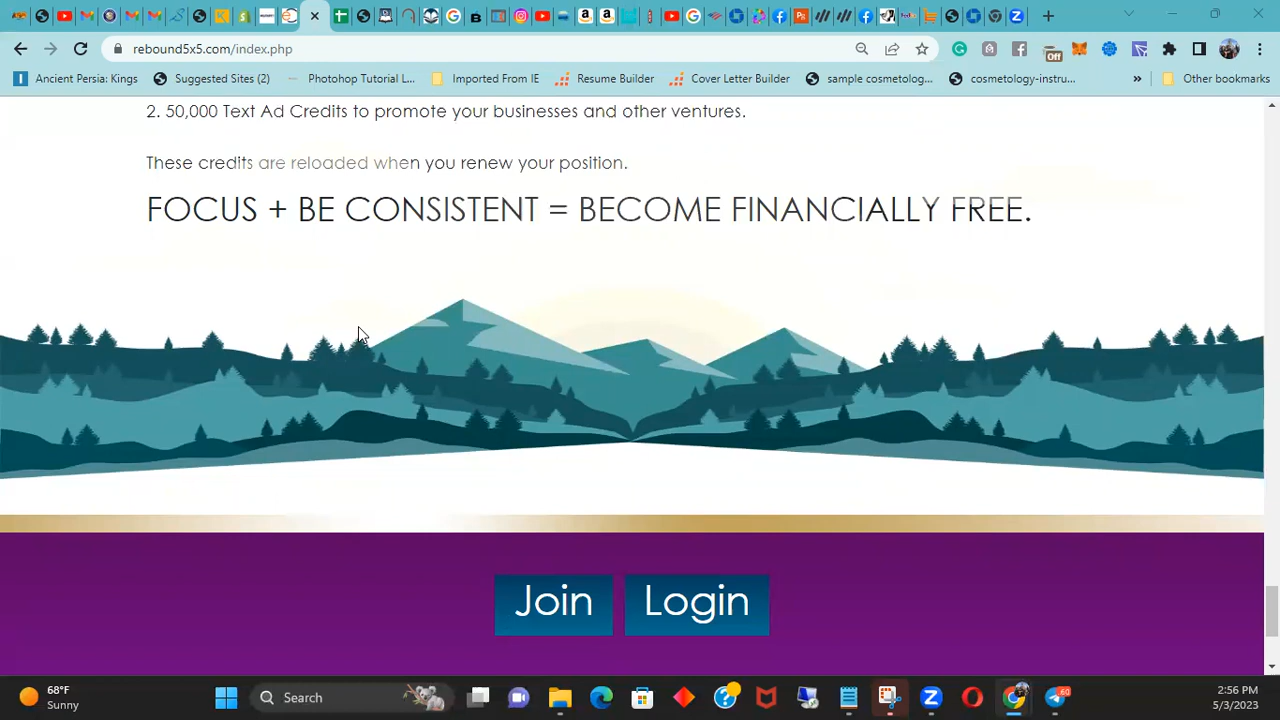 rebound5x5.com/index.php
Off
Ancient Persia: Kings
Suggested Sites (2)
Photohop Tutorial L...
Imported From IE
Resume Builder
Cover Letter Builder
sample cosmetolog...
cosmetology-instru...
»
Other bookmarks
2. 50,000 Text Ad Credits to promote your businesses and other ventures.
These credits are reloaded when you renew your position.
FOCUS + BE CONSISTENT = BECOME FINANCIALLY FREE.
Join
Login
68°F
Sunny
Search
60
2:56 PM
5/3/2023